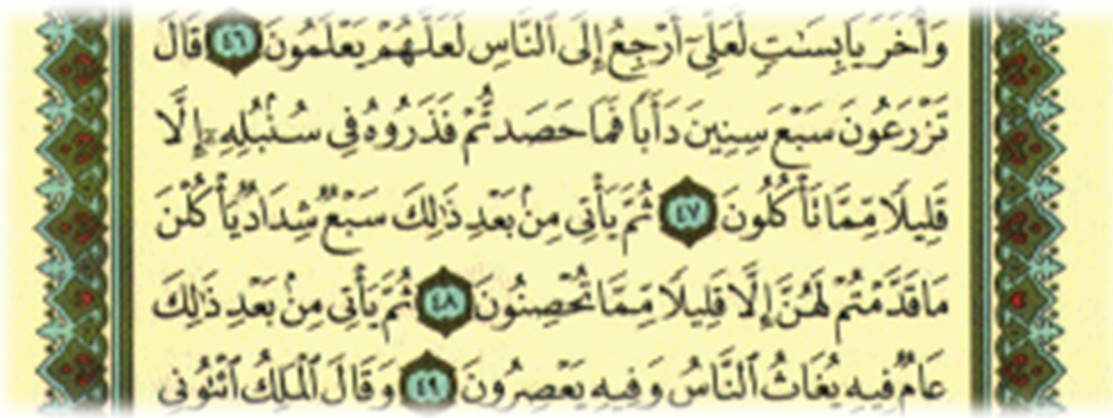 وَأُخَرَ يَابِسَٰتٍ لَّعَلِّىٓ أَرْجِعُ إِلَى ٱلنَّاسِ لَعَلَّهُمْ يَعْلَمُونَ ٤٦ قَالَ
تَزْرَعُونَ سَبْعَ سِنِينَ دَأَبًا فَمَا حَصَدتُّمْ فَذَرُوهُ فِى سُنۢبُلِهِۦٓ إِلَّا
قَلِيلًا مِّمَّا تَأْكُلُونَ ٤٧ ثُمَّ يَأْتِى مِنۢ بَعْدِ ذَٰلِكَ سَبْعٌ شِدَادٌ يَأْكُلْنَ
مَا قَدَّمْتُمْ لَهُنَّ إِلَّا قَلِيلًا مِّمَّا تُحْصِنُونَ ٤٨ ثُمَّ يَأْتِى مِنۢ بَعْدِ ذَٰلِكَ
عَامٌ فِيهِ يُغَاثُ ٱلنَّاسُ وَفِيهِ يَعْصِرُونَ ٤٩ وَقَالَ ٱلْمَلِكُ ٱئْتُونِى